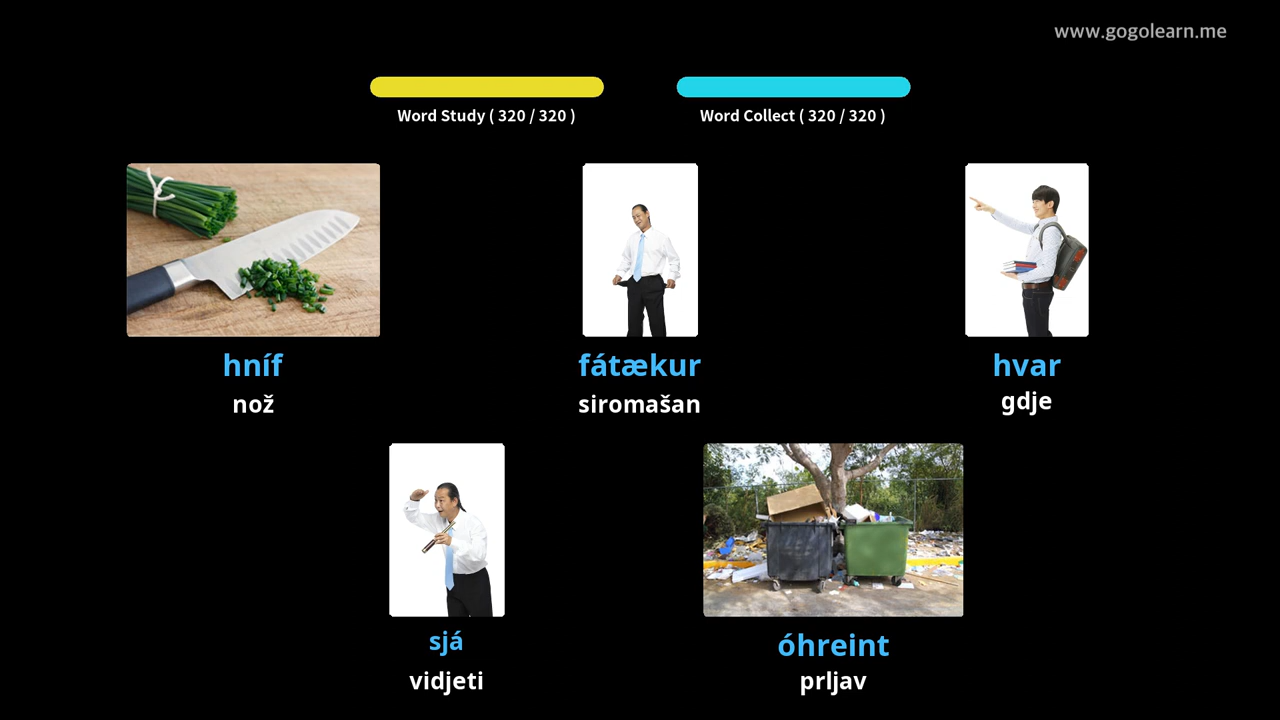 www.gogolearn.me
Word Study ( 320 / 320 )
Word Collect ( 320 / 320 )
hníf
nož
fátækur
siromašan
hvar
gdje
sjá
vidjeti
óhreint
prljav